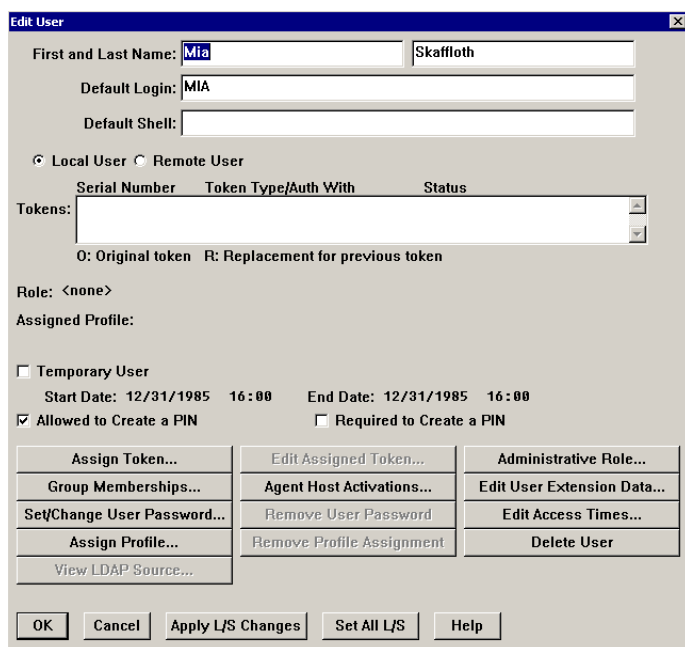 Edit User
First and Last Name: Mia Skaffloth
Default Login: MIA
Default Shell:
Local User Remote User
Serial Number Token Type/Auth With Status
Tokens:
O: Original token R: Replacement for previous token
Role: <none>
Assigned Profile:
Temporary User
Start Date: 12/31/1985 16:00 End Date: 12/31/1985 16:00
Allowed to Create a PIN Required to Create a PIN
Assign Token... Edit Assigned Token... Administrative Role...
Group Memberships... Agent Host Activations... Edit User Extension Data...
Set/Change User Password... Remove User Password Edit Access Times...
Assign Profile... Remove Profile Assignment Delete User
View LDAP Source...
OK Cancel Apply L/S Changes Set All L/S Help